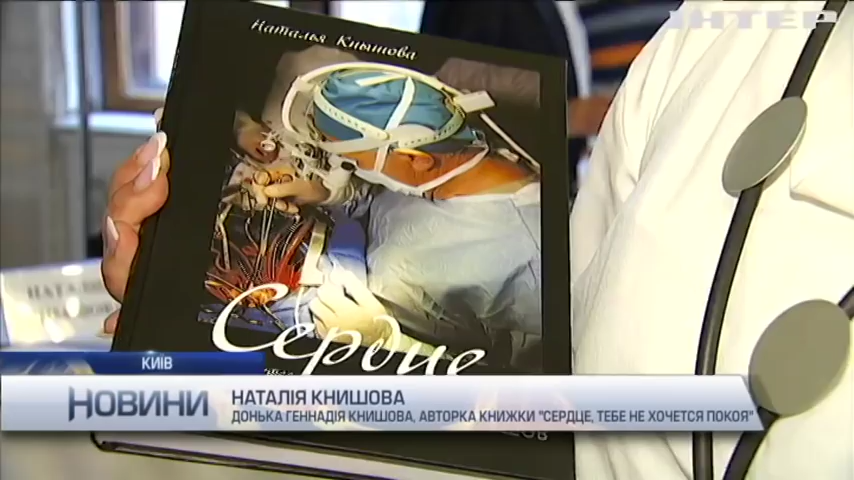 ІНТЕР
Наталья Кнышова
Сердце
КИЇВ
НОВИНИ
НАТАЛІЯ КНИШОВА
ДОНЬКА ГЕННАДІЯ КНИШОВА, АВТОРКА КНИЖКИ "СЕРДЦЕ, ТЕБЕ НЕ ХОЧЕТСЯ ПОКОЯ"